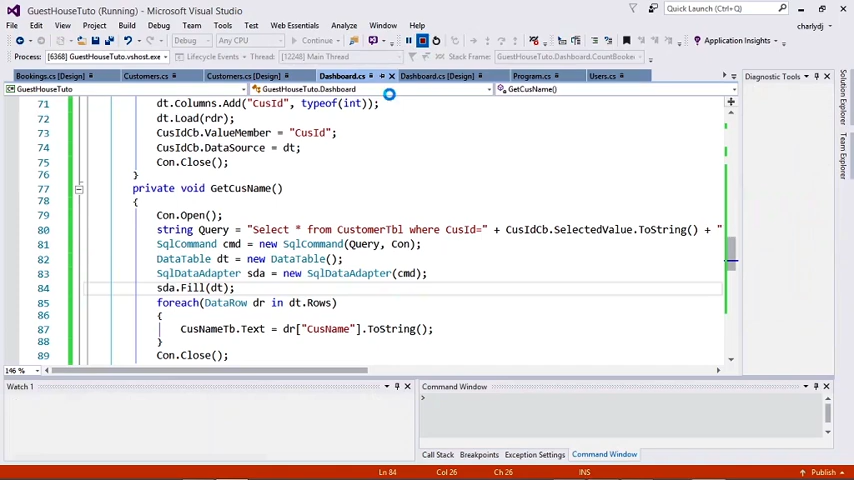 GuestHouseTuto (Running) - Microsoft Visual Studio
Quick Launch (Ctrl+Q)
File Edit View Project Build Debug Team Tools Test Web Essentials Analyze Window Help
charlydj
Debug Any CPU Continue Application Insights
Process: [6368] GuestHouseTuto.vshost.exe Lifecycle Events Thread: [12248] Main Thread Stack Frame: GuestHouseTuto.Dashboard.CountBooke
Bookings.cs [Design] Customers.cs Customers.cs [Design] Dashboard.cs Dashboard.cs [Design] Program.cs Users.cs Diagnostic Tools
GuestHouseTuto GuestHouseTuto.Dashboard GetCusName()
71 dt.Columns.Add("CusId", typeof(int));
72 dt.Load(rdr);
73 CusIdCb.ValueMember = "CusId";
74 CusIdCb.DataSource = dt;
75 Con.Close();
76 }
77 private void GetCusName()
78 {
79 Con.Open();
80 string Query = "Select * from CustomerTbl where CusId=" + CusIdCb.SelectedValue.ToString() + "
81 SqlCommand cmd = new SqlCommand(Query, Con);
82 DataTable dt = new DataTable();
83 SqlDataAdapter sda = new SqlDataAdapter(cmd);
84 sda.Fill(dt);
85 foreach(DataRow dr in dt.Rows)
86 {
87 CusNameTb.Text = dr["CusName"].ToString();
88 }
89 Con.Close();
146 %
Solution Explorer
Team Explorer
Watch 1 Command Window
>
Call Stack Breakpoints Exception Settings Command Window
Ln 84 Col 26 Ch 26 INS Publish